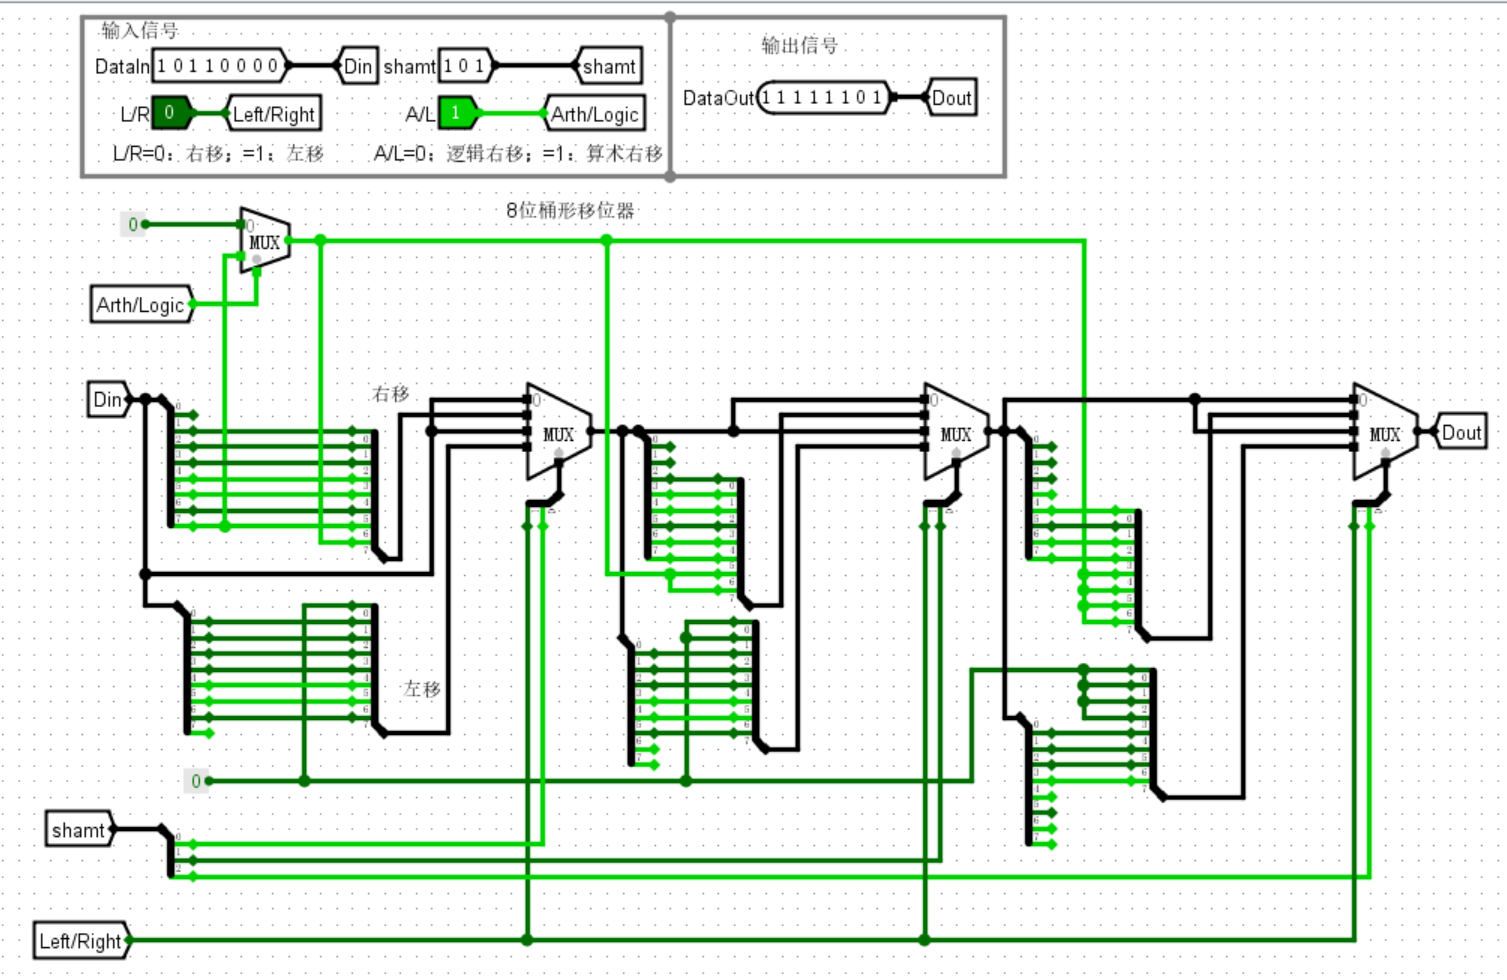 输入信号
DataIn 1 0 1 1 0 0 0 0 Din shamt 1 0 1 shamt
L/R 0 Left/Right A/L 1 Arth/Logic
L/R=0：右移；=1：左移 A/L=0：逻辑右移；=1：算术右移
输出信号
DataOut 1 1 1 1 1 1 0 1 Dout
8位桶形移位器
0
0
MUX
Arth/Logic
Din
右移
0
MUX
0
MUX
0
MUX
Dout
左移
0
shamt
Left/Right